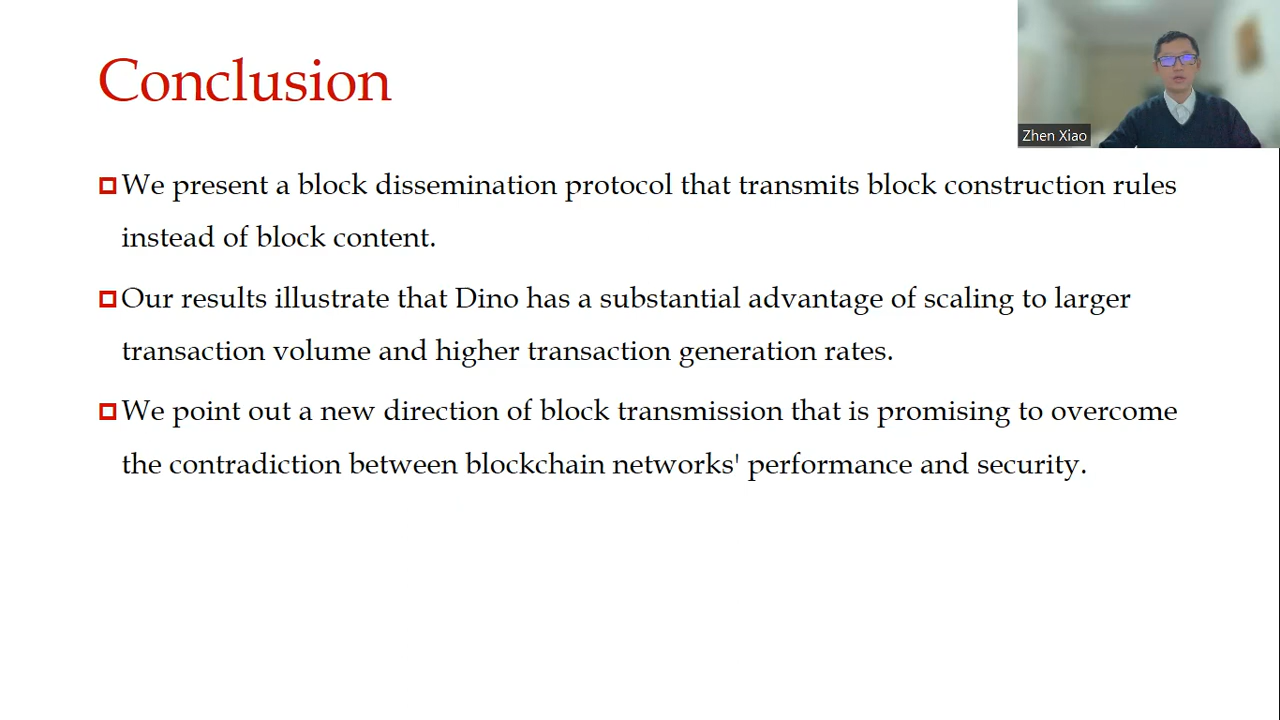 Conclusion
Zhen Xiao
We present a block dissemination protocol that transmits block construction rules
instead of block content.
Our results illustrate that Dino has a substantial advantage of scaling to larger
transaction volume and higher transaction generation rates.
We point out a new direction of block transmission that is promising to overcome
the contradiction between blockchain networks' performance and security.